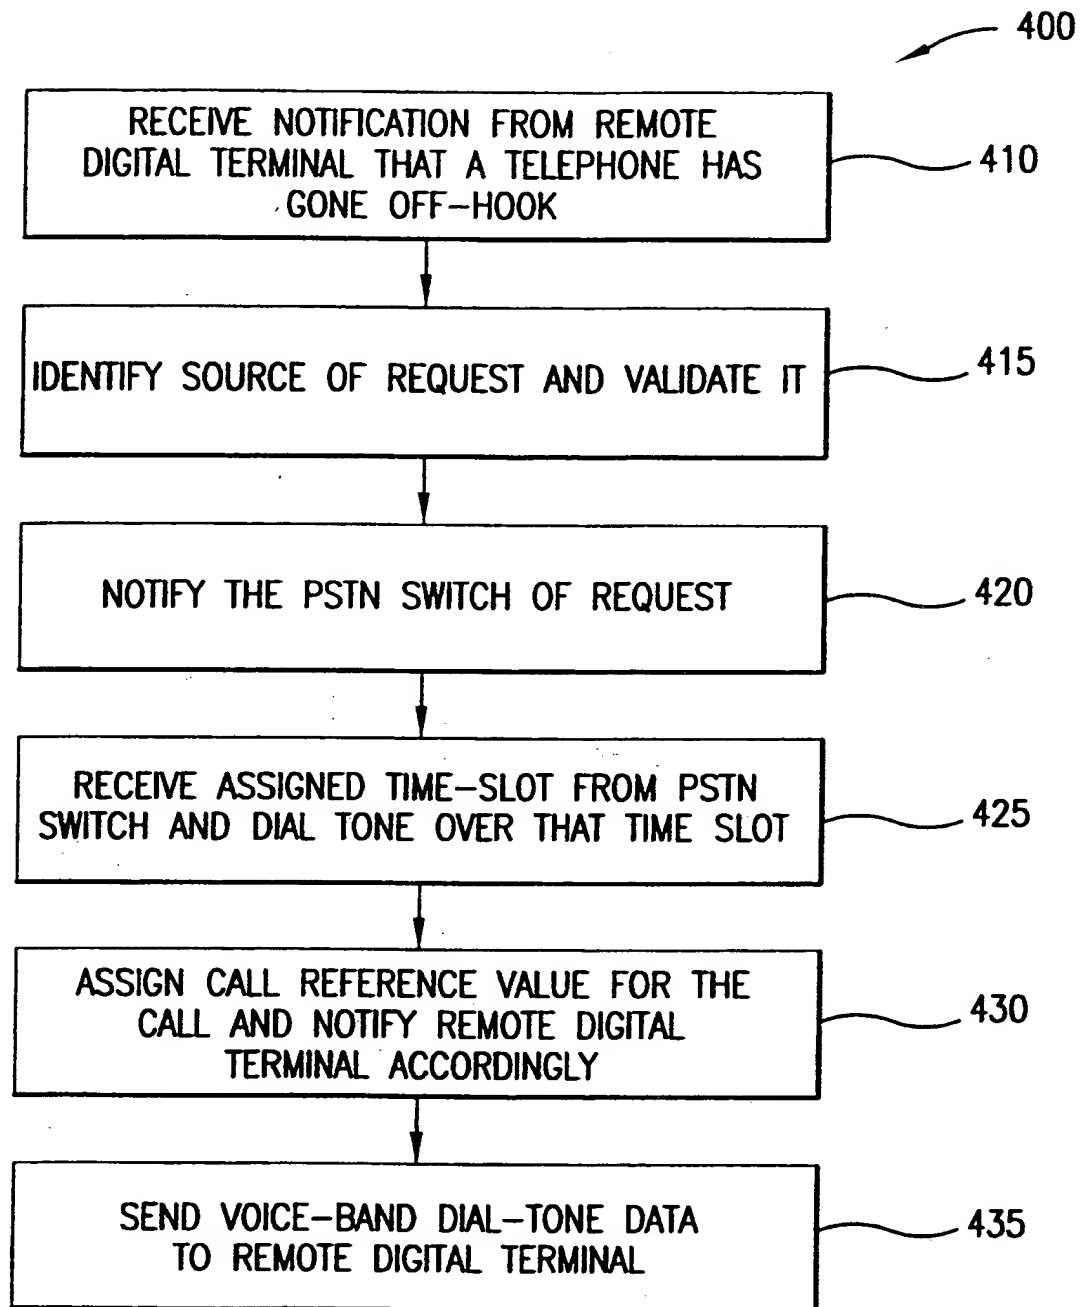 400
RECEIVE NOTIFICATION FROM REMOTE
DIGITAL TERMINAL THAT A TELEPHONE HAS
GONE OFF-HOOK
410
IDENTIFY SOURCE OF REQUEST AND VALIDATE IT
415
NOTIFY THE PSTN SWITCH OF REQUEST
420
RECEIVE ASSIGNED TIME-SLOT FROM PSTN
SWITCH AND DIAL TONE OVER THAT TIME SLOT
425
ASSIGN CALL REFERENCE VALUE FOR THE
CALL AND NOTIFY REMOTE DIGITAL
TERMINAL ACCORDINGLY
430
SEND VOICE-BAND DIAL-TONE DATA
TO REMOTE DIGITAL TERMINAL
435